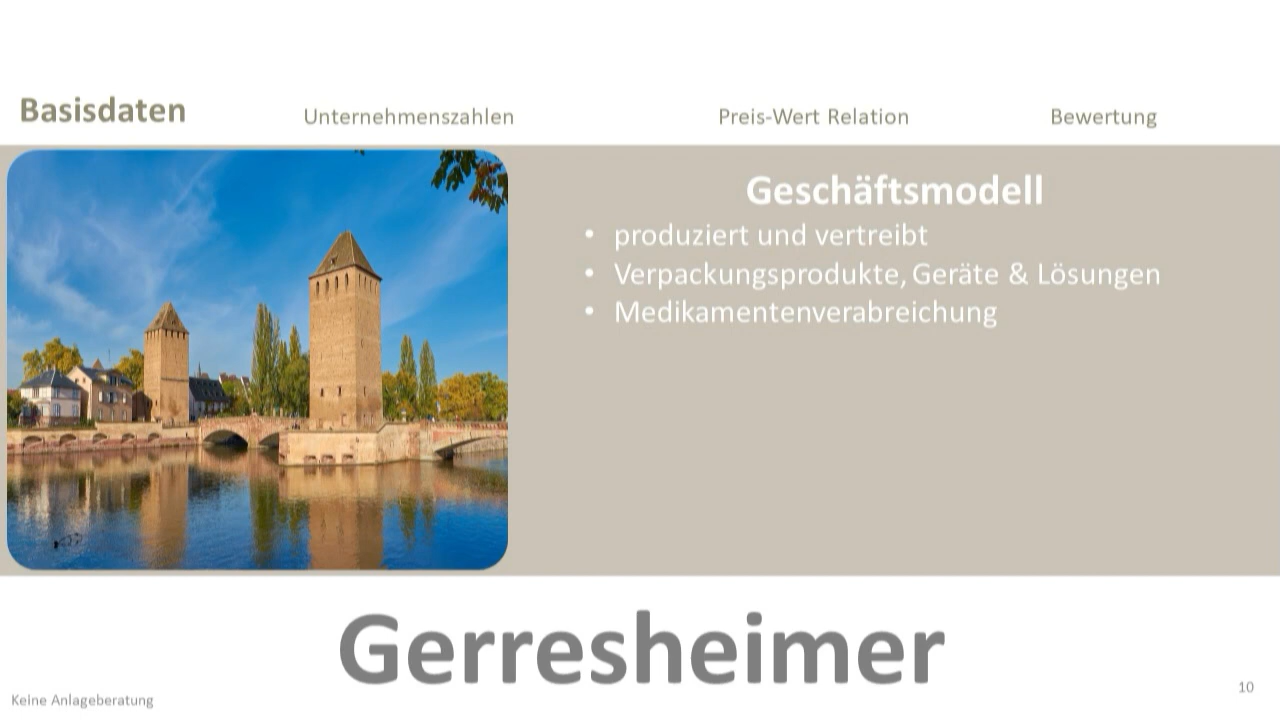 Basisdaten
Unternehmenszahlen
Preis-Wert Relation
Bewertung
Geschäftsmodell
• produziert und vertreibt
• Verpackungsprodukte, Geräte & Lösungen
• Medikamentenverabreichung
Gerresheimer
Keine Anlageberatung
10